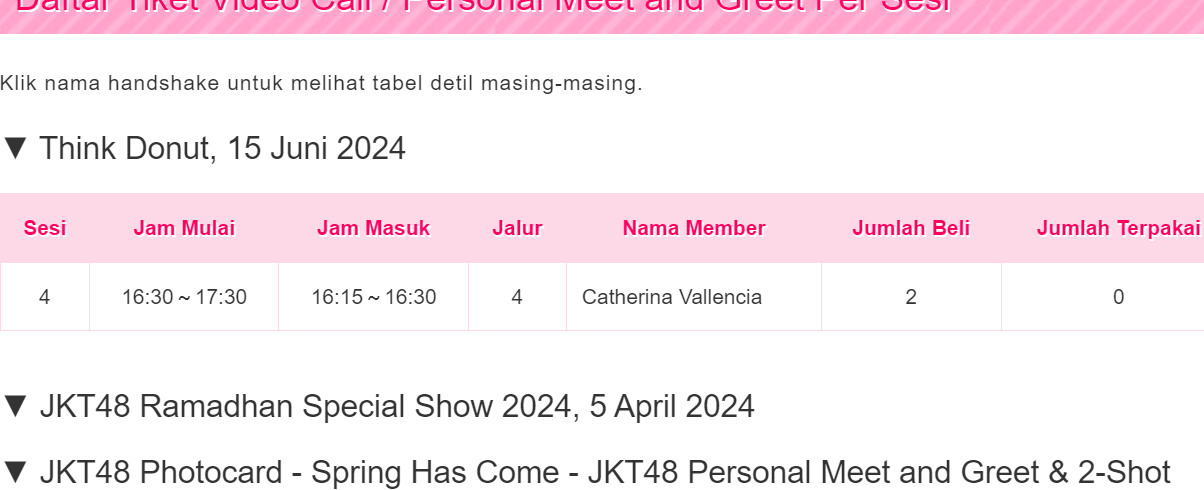 Daftar Tiket Video Call / Personal Meet and Greet Per Sesi
Klik nama handshake untuk melihat tabel detil masing-masing.
▼ Think Donut, 15 Juni 2024
Sesi Jam Mulai Jam Masuk Jalur Nama Member Jumlah Beli Jumlah Terpakai
4 16:30 ~ 17:30 16:15 ~ 16:30 4 Catherina Vallencia 2 0
▼ JKT48 Ramadhan Special Show 2024, 5 April 2024
▼ JKT48 Photocard - Spring Has Come - JKT48 Personal Meet and Greet & 2-Shot